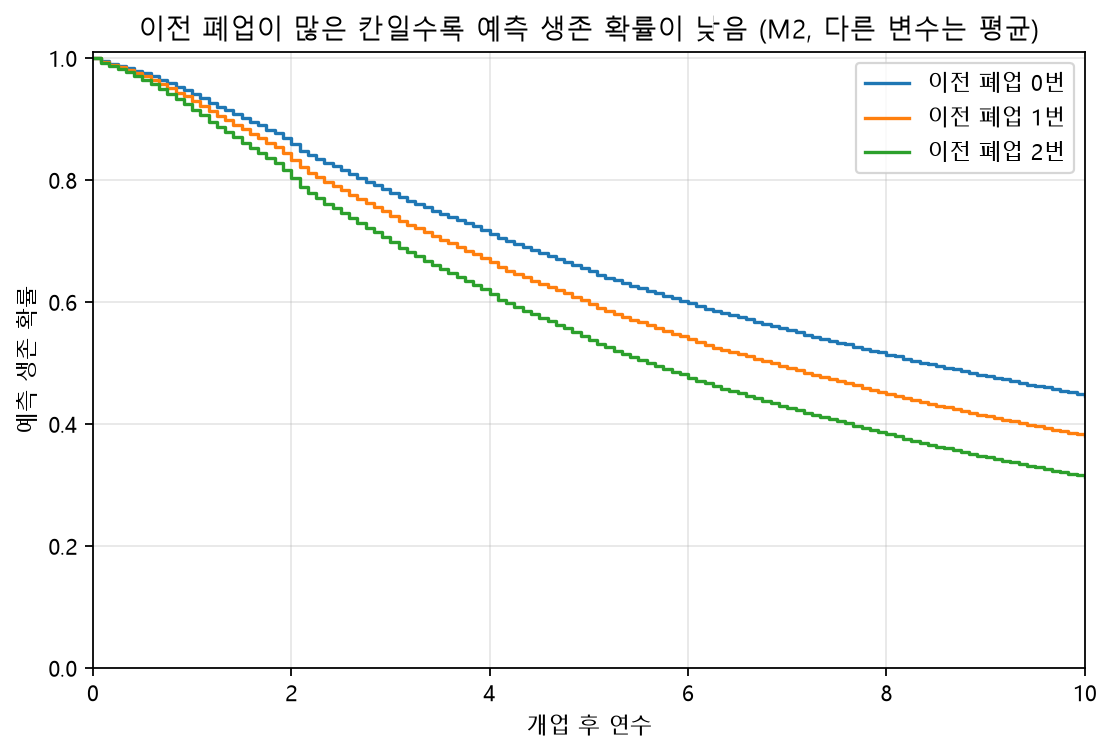 이전 폐업이 많은 칸일수록 예측 생존 확률이 낮음 (M2, 다른 변수는 평균)
이전 폐업 0번
이전 폐업 1번
이전 폐업 2번
예측 생존 확률
1.0
0.8
0.6
0.4
0.2
0.0
0 2 4 6 8 10
개업 후 연수